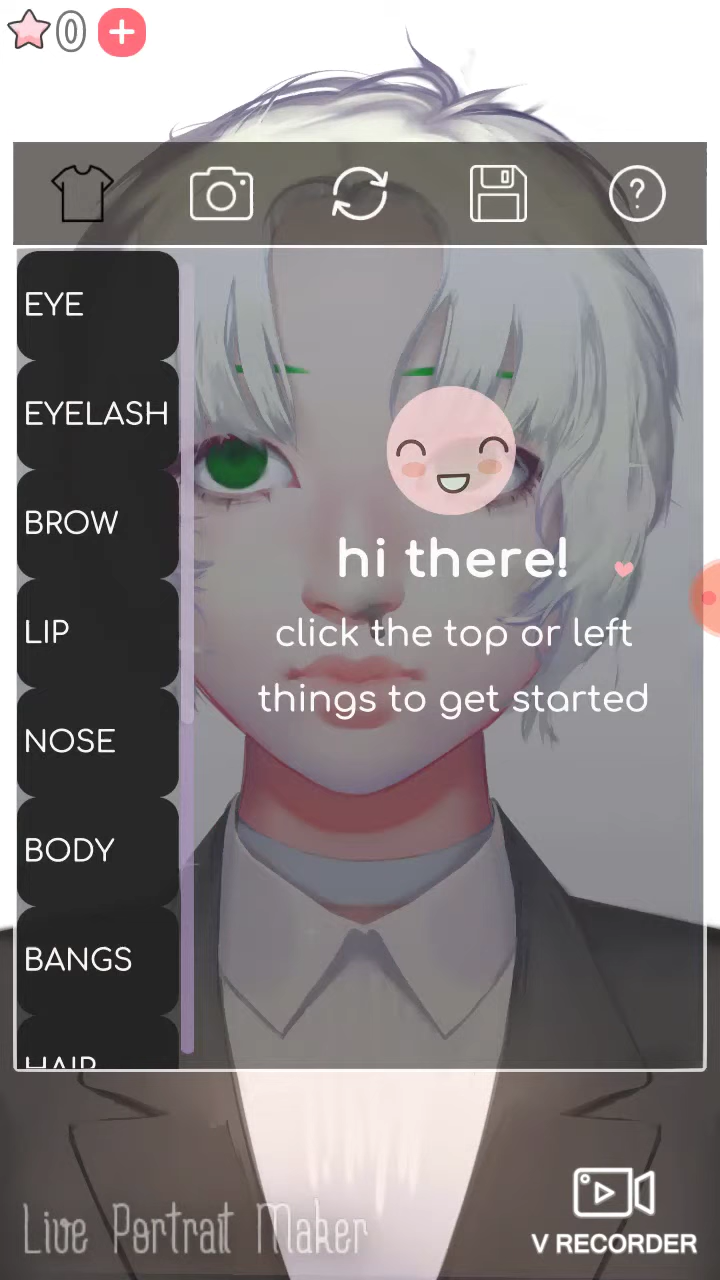 0
EYE
EYELASH
BROW
LIP
NOSE
BODY
BANGS
HAIR
hi there!
click the top or left
things to get started
Live Portrait Maker
V RECORDER